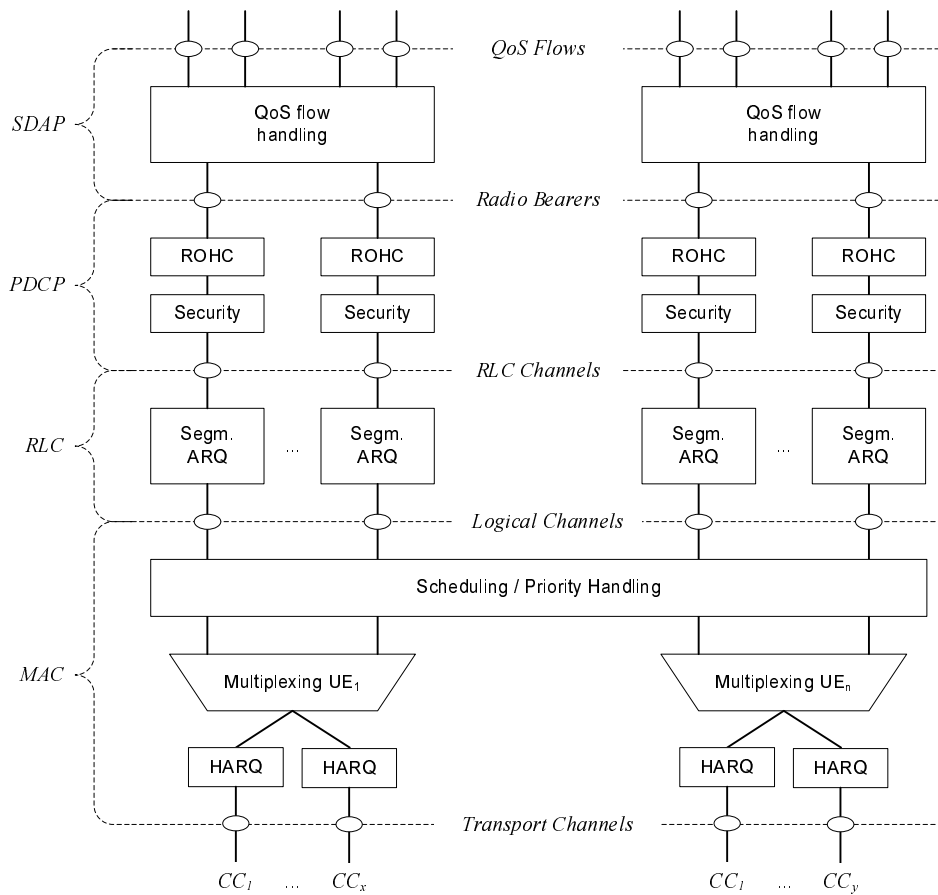 QoS Flows
QoS flow
handling
QoS flow
handling
SDAP
Radio Bearers
ROHC
ROHC
ROHC
ROHC
PDCP
Security
Security
Security
Security
RLC Channels
Segm.
ARQ
...
Segm.
ARQ
Segm.
ARQ
...
Segm.
ARQ
RLC
Logical Channels
Scheduling / Priority Handling
MAC
Multiplexing UE1
Multiplexing UEn
HARQ
HARQ
HARQ
HARQ
Transport Channels
CC1 ... CCx
CC1 ... CCy